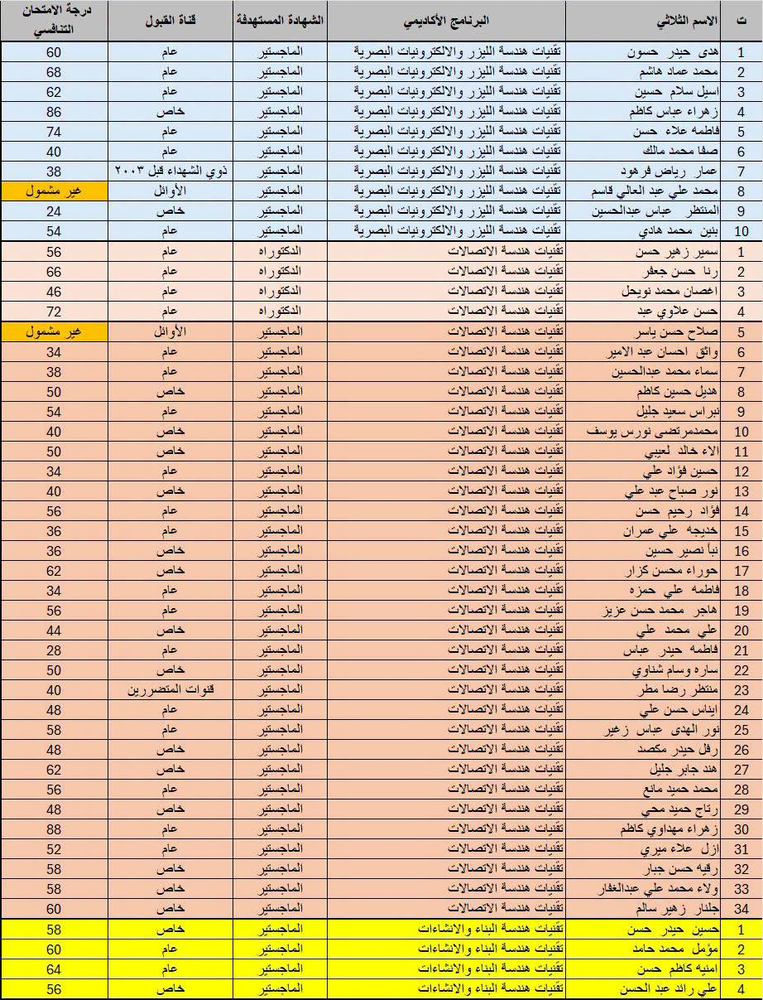 ت الاسم الثلاثي البرنامج الأكاديمي الشهادة المستهدفة قناة القبول درجة الامتحان التنافسي
1 هدى حيدر حسون تقنيات هندسة الليزر والالكترونيات البصرية الماجستير عام 60
2 محمد عماد هاشم تقنيات هندسة الليزر والالكترونيات البصرية الماجستير عام 68
3 اسيل سلام حسين تقنيات هندسة الليزر والالكترونيات البصرية الماجستير عام 62
4 زهراء عباس كاظم تقنيات هندسة الليزر والالكترونيات البصرية الماجستير خاص 86
5 فاطمه علاء حسن تقنيات هندسة الليزر والالكترونيات البصرية الماجستير عام 74
6 صفا محمد مالك تقنيات هندسة الليزر والالكترونيات البصرية الماجستير عام 40
7 عمار رياض فرهود تقنيات هندسة الليزر والالكترونيات البصرية الماجستير ذوي الشهداء قبل ٢٠٠٣ 38
8 محمد علي عبد العالي قاسم تقنيات هندسة الليزر والالكترونيات البصرية الماجستير الأوائل غير مشمول
9 المنتظر عباس عبدالحسين تقنيات هندسة الليزر والالكترونيات البصرية الماجستير خاص 24
10 بنين محمد هادي تقنيات هندسة الليزر والالكترونيات البصرية الماجستير عام 54
1 سمير زهير حسن تقنيات هندسة الاتصالات الدكتوراه عام 56
2 رنا حسن جعفر تقنيات هندسة الاتصالات الدكتوراه عام 66
3 اغصان محمد نويحل تقنيات هندسة الاتصالات الدكتوراه عام 46
4 حسن علاوي عبد تقنيات هندسة الاتصالات الدكتوراه عام 72
5 صلاح حسن ياسر تقنيات هندسة الاتصالات الماجستير الأوائل غير مشمول
6 واثق احسان عبد الامير تقنيات هندسة الاتصالات الماجستير عام 34
7 سماء محمد عبدالحسين تقنيات هندسة الاتصالات الماجستير عام 38
8 هديل حسين كاظم تقنيات هندسة الاتصالات الماجستير خاص 50
9 نبراس سعيد جليل تقنيات هندسة الاتصالات الماجستير عام 54
10 محمدمرتضى نورس يوسف تقنيات هندسة الاتصالات الماجستير خاص 40
11 الاء خالد لعيبي تقنيات هندسة الاتصالات الماجستير خاص 50
12 حسين فؤاد علي تقنيات هندسة الاتصالات الماجستير عام 34
13 نور صباح عبد علي تقنيات هندسة الاتصالات الماجستير خاص 40
14 فؤاد رحيم حسن تقنيات هندسة الاتصالات الماجستير عام 56
15 خديجه علي عمران تقنيات هندسة الاتصالات الماجستير عام 36
16 نبأ نصير حسين تقنيات هندسة الاتصالات الماجستير خاص 36
17 حوراء محسن كزار تقنيات هندسة الاتصالات الماجستير خاص 62
18 فاطمه علي حمزه تقنيات هندسة الاتصالات الماجستير عام 34
19 هاجر محمد حسن عزيز تقنيات هندسة الاتصالات الماجستير عام 56
20 علي محمد علي تقنيات هندسة الاتصالات الماجستير خاص 44
21 فاطمه حيدر عباس تقنيات هندسة الاتصالات الماجستير عام 28
22 ساره وسام شناوي تقنيات هندسة الاتصالات الماجستير خاص 50
23 منتظر رضا مطر تقنيات هندسة الاتصالات الماجستير قنوات المتضررين 40
24 ايناس حسن علي تقنيات هندسة الاتصالات الماجستير عام 48
25 نور الهدى عباس زغير تقنيات هندسة الاتصالات الماجستير عام 58
26 رفل حيدر مكصد تقنيات هندسة الاتصالات الماجستير خاص 48
27 هند جابر جليل تقنيات هندسة الاتصالات الماجستير خاص 62
28 محمد حميد مانع تقنيات هندسة الاتصالات الماجستير عام 56
29 رتاج حميد محي تقنيات هندسة الاتصالات الماجستير خاص 48
30 زهراء مهداوي كاظم تقنيات هندسة الاتصالات الماجستير عام 88
31 ازل علاء ميري تقنيات هندسة الاتصالات الماجستير عام 52
32 رقيه حسن جبار تقنيات هندسة الاتصالات الماجستير خاص 58
33 ولاء محمد علي عبدالغفار تقنيات هندسة الاتصالات الماجستير خاص 58
34 جلنار زهير سالم تقنيات هندسة الاتصالات الماجستير خاص 60
1 حسين حيدر حسن تقنيات هندسة البناء والانشاءات الماجستير خاص 58
2 مؤمل محمد حامد تقنيات هندسة البناء والانشاءات الماجستير عام 60
3 امنيه كاظم حسن تقنيات هندسة البناء والانشاءات الماجستير عام 64
4 علي رائد عبد الحسن تقنيات هندسة البناء والانشاءات الماجستير خاص 56